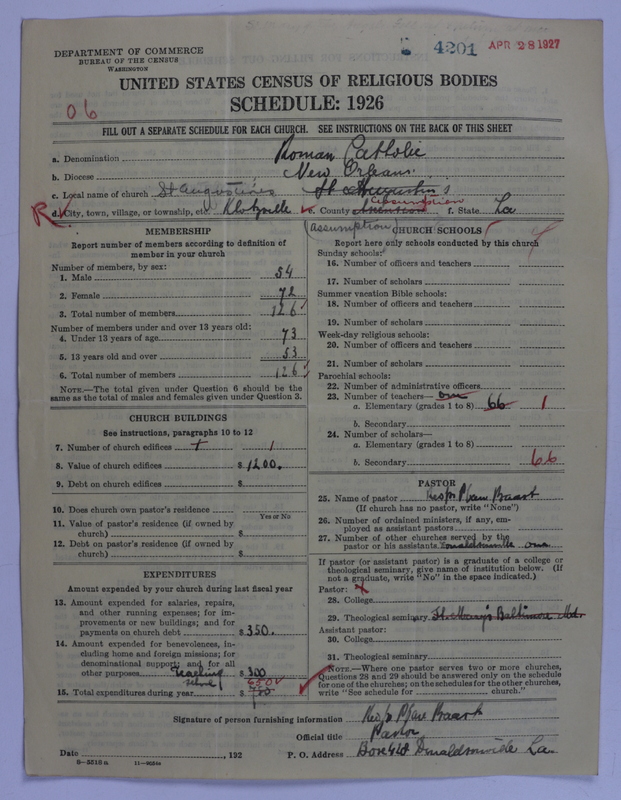 4201 APR 28 1927
DEPARTMENT OF COMMERCE
BUREAU OF THE CENSUS
WASHINGTON
UNITED STATES CENSUS OF RELIGIOUS BODIES
SCHEDULE: 1926
06
FILL OUT A SEPARATE SCHEDULE FOR EACH CHURCH. SEE INSTRUCTIONS ON THE BACK OF THIS SHEET
a. Denomination Roman Catholic
b. Diocese New Orleans
c. Local name of church St Augustines St Augustin's
d. City, town, village, or township, etc. Klotzville e. County Assumption f. State La
(assumption)
MEMBERSHIP
Report number of members according to definition of
member in your church
Number of members, by sex:
1. Male 54
2. Female 72
3. Total number of members 126
Number of members under and over 13 years old:
4. Under 13 years of age 73
5. 13 years old and over 53
6. Total number of members 126
NOTE.—The total given under Question 6 should be the
same as the total of males and females given under Question 3.
CHURCH BUILDINGS
See instructions, paragraphs 10 to 12
7. Number of church edifices 1
8. Value of church edifices $ 1200.
9. Debt on church edifices $
10. Does church own pastor's residence
Yes or No
11. Value of pastor's residence (if owned by
church) $
12. Debt on pastor's residence (if owned by
church) $
EXPENDITURES
Amount expended by your church during last fiscal year
13. Amount expended for salaries, repairs,
and other running expenses; for im-
provements or new buildings; and for
payments on church debt $ 350.
14. Amount expended for benevolences, in-
cluding home and foreign missions; for
denominational support; and for all
other purposes Teaching $ 300
650
15. Total expenditures during year $
CHURCH SCHOOLS
Report here only schools conducted by this church
Sunday schools:
16. Number of officers and teachers
17. Number of scholars
Summer vacation Bible schools:
18. Number of officers and teachers
19. Number of scholars
Week-day religious schools:
20. Number of officers and teachers
21. Number of scholars
Parochial schools:
22. Number of administrative officers
23. Number of teachers— one
a. Elementary (grades 1 to 8) 66 1
b. Secondary
24. Number of scholars—
a. Elementary (grades 1 to 8)
b. Secondary 66
PASTOR
25. Name of pastor Baart
(If church has no pastor, write "None")
26. Number of ordained ministers, if any, em-
ployed as assistant pastors
27. Number of other churches served by the
pastor or his assistants Donaldsonville one
If pastor (or assistant pastor) is a graduate of a college or
theological seminary, give name of institution below. (If
not a graduate, write "No" in the space indicated.)
Pastor:
28. College
29. Theological seminary St Mary's Baltimore Md.
Assistant pastor:
30. College
31. Theological seminary
NOTE.—Where one pastor serves two or more churches,
Questions 28 and 29 should be answered only on the schedule
for one of the churches; on the schedules for the other churches,
write "See schedule for church."
Signature of person furnishing information Baart
Official title Pastor
Date , 192 P. O. Address Box 410 Donaldsonville La.
8—5513 a